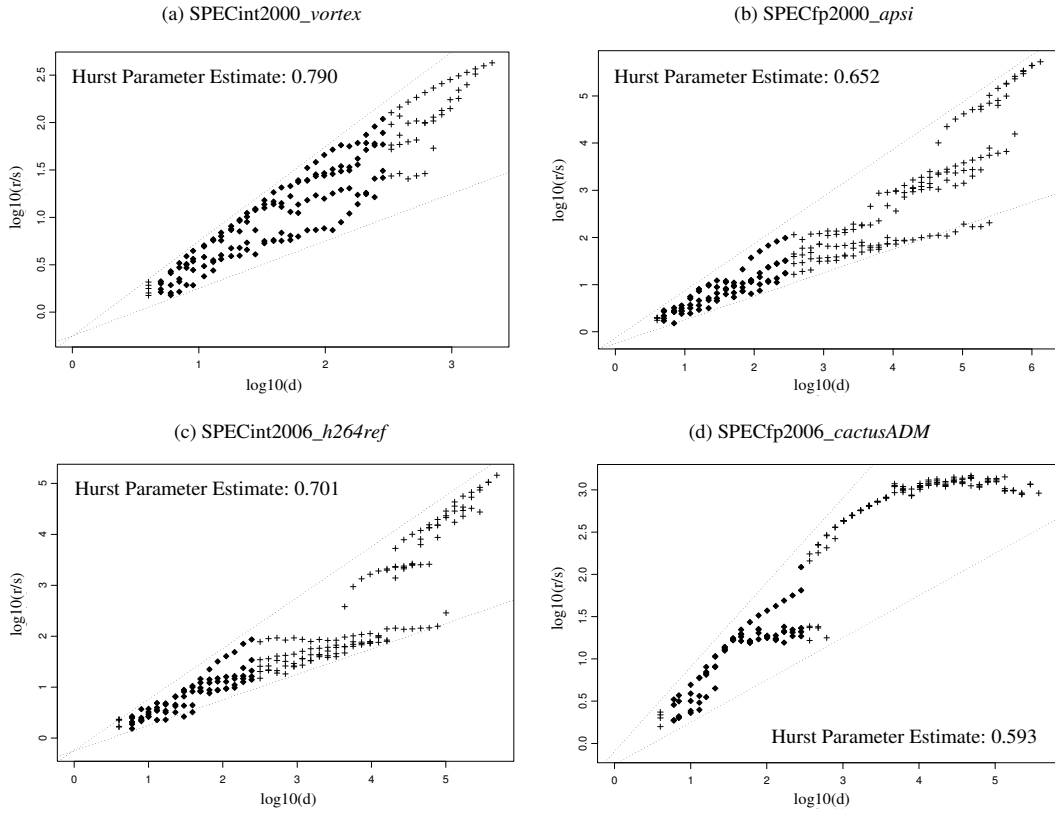 (a) SPECint2000_vortex
Hurst Parameter Estimate: 0.790
log10(r/s)
0.0
0.5
1.0
1.5
2.0
2.5
0
1
2
3
log10(d)
(b) SPECfp2000_apsi
Hurst Parameter Estimate: 0.652
log10(r/s)
0
1
2
3
4
5
0
1
2
3
4
5
6
log10(d)
(c) SPECint2006_h264ref
Hurst Parameter Estimate: 0.701
log10(r/s)
0
1
2
3
4
5
0
1
2
3
4
5
log10(d)
(d) SPECfp2006_cactusADM
Hurst Parameter Estimate: 0.593
log10(r/s)
0.0
0.5
1.0
1.5
2.0
3.0
0
1
2
3
4
5
log10(d)